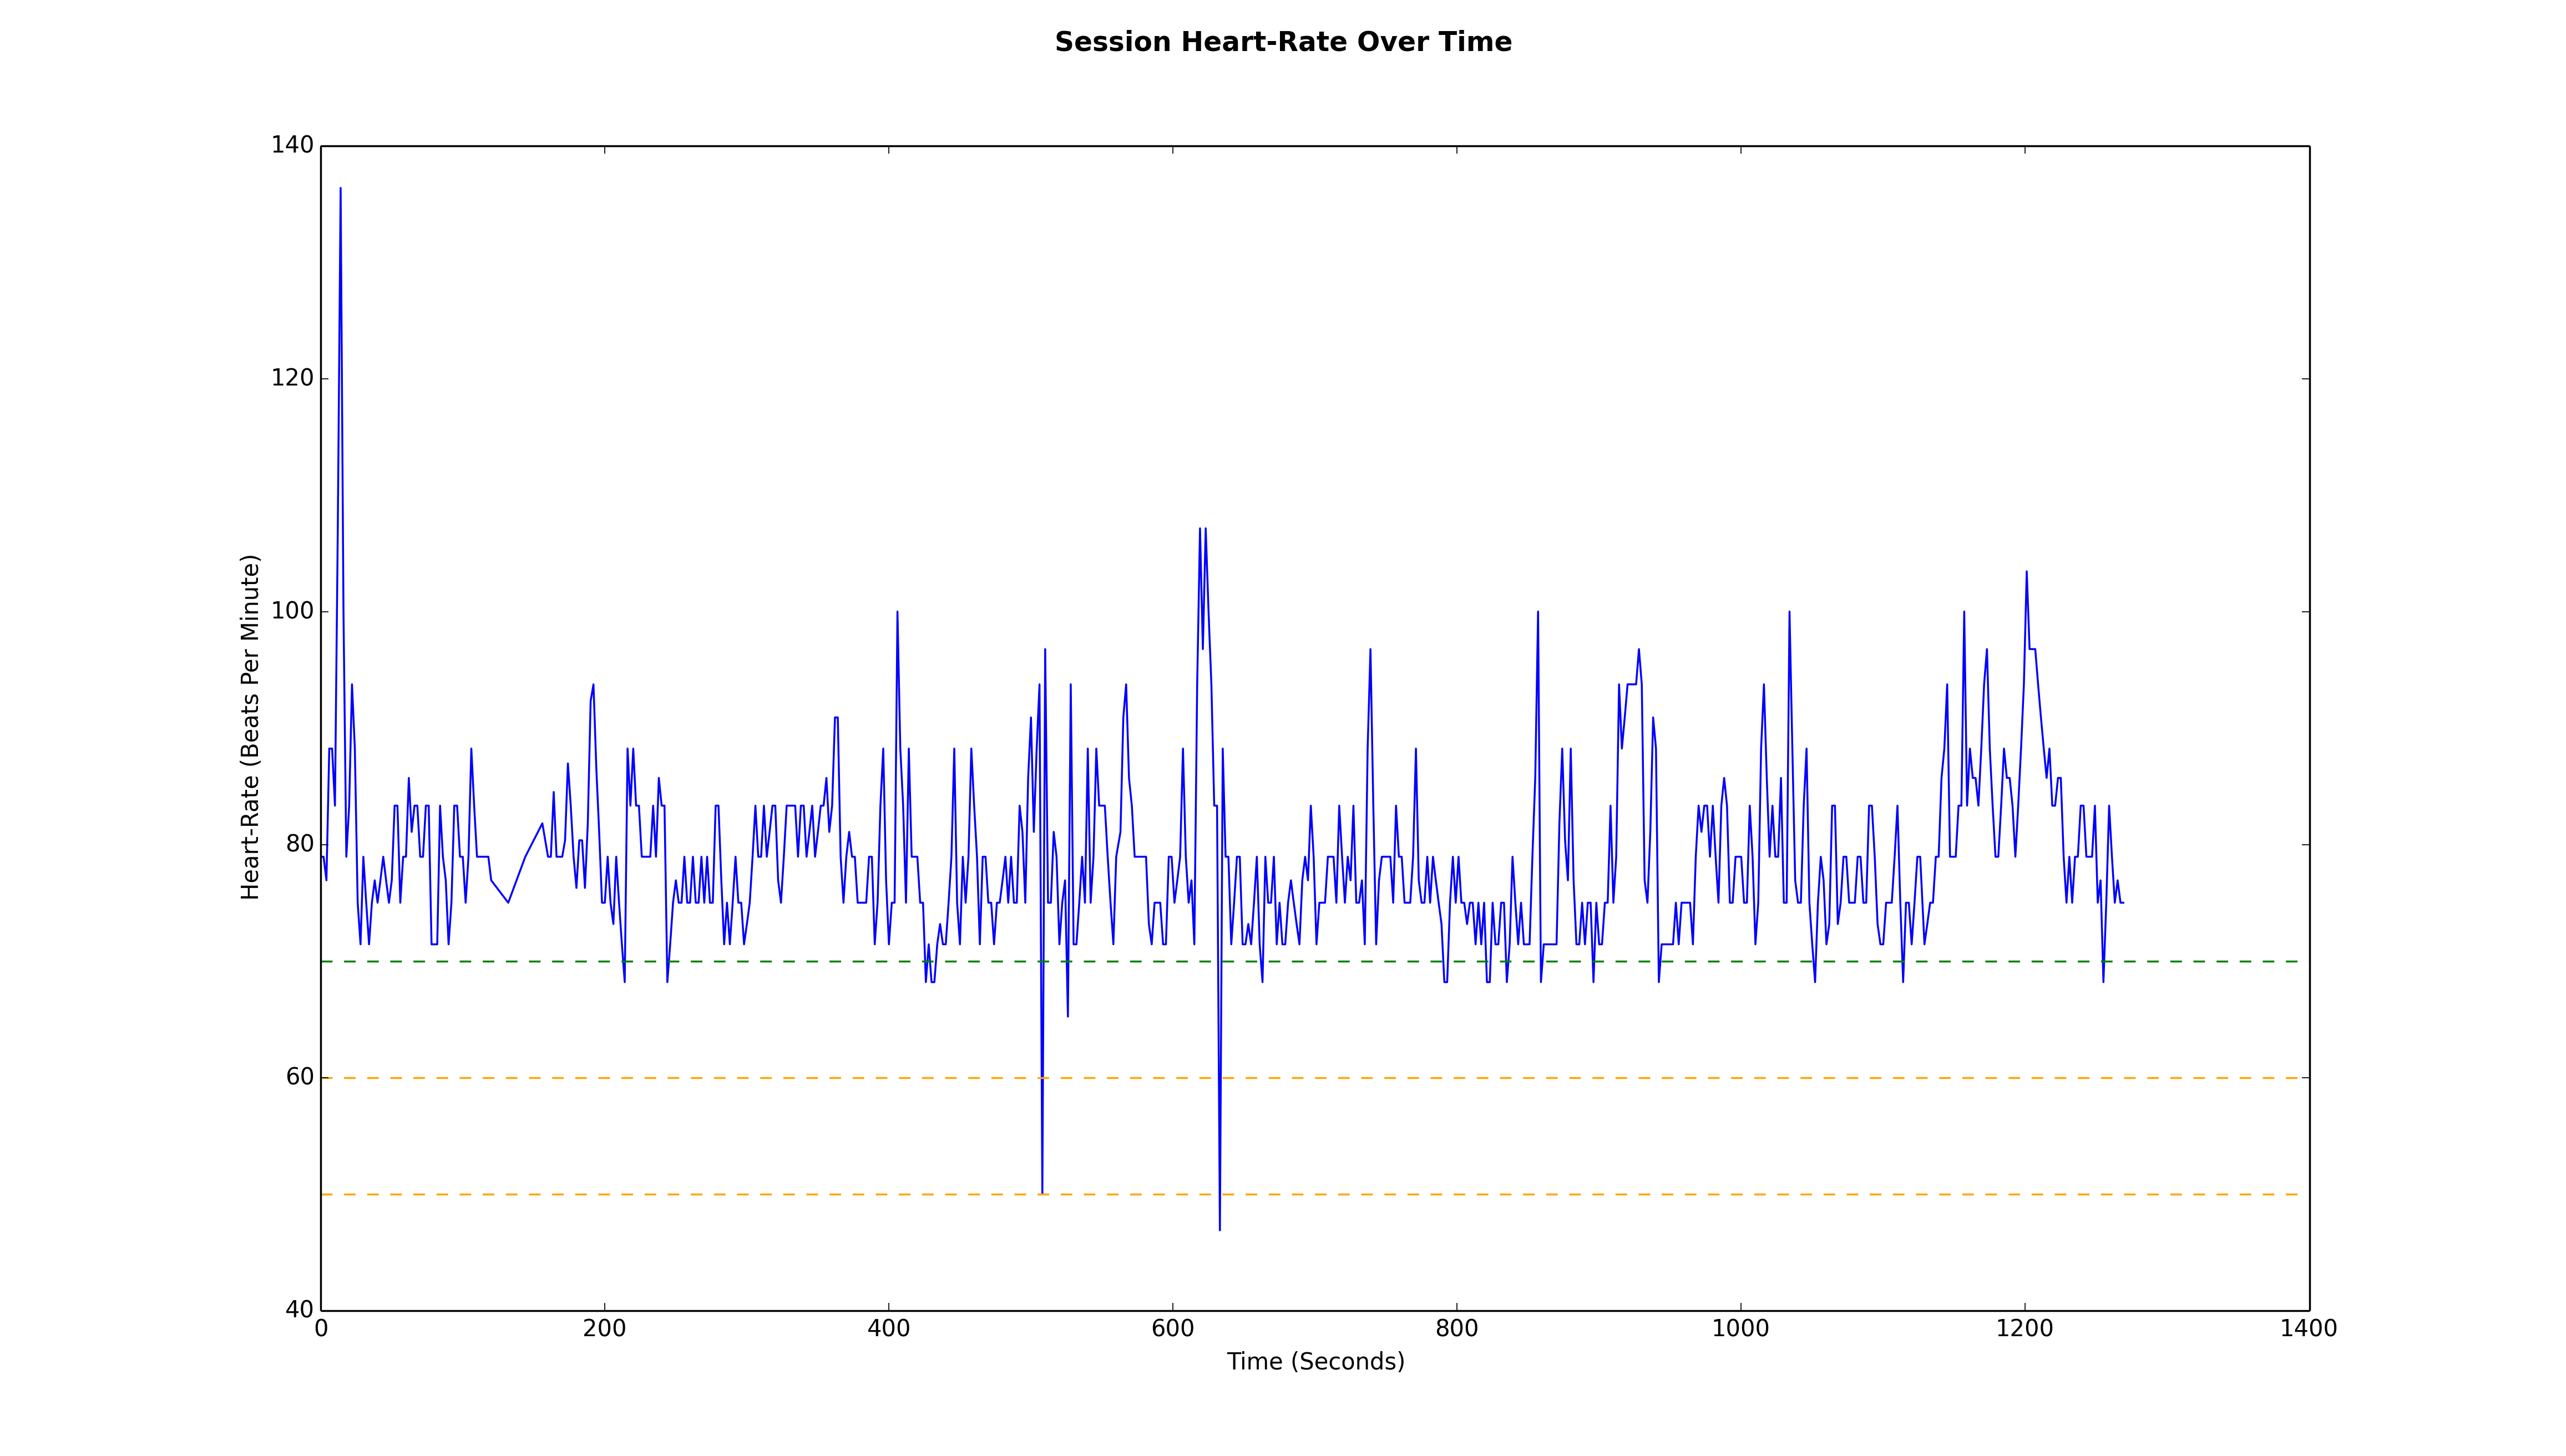 Session Heart-Rate Over Time
140
120
100
80
60
40
Heart-Rate (Beats Per Minute)
0 200 400 600 800 1000 1200 1400
Time (Seconds)